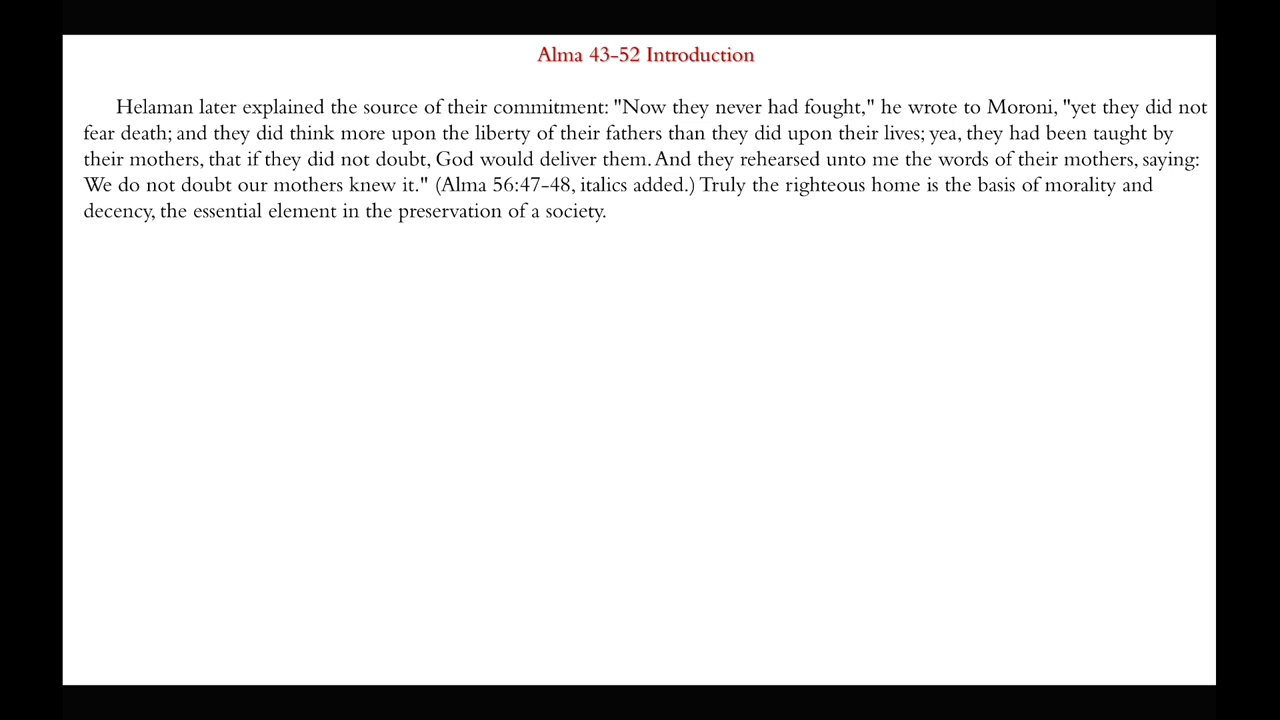 Alma 43-52 Introduction
Helaman later explained the source of their commitment: "Now they never had fought," he wrote to Moroni, "yet they did not
fear death; and they did think more upon the liberty of their fathers than they did upon their lives; yea, they had been taught by
their mothers, that if they did not doubt, God would deliver them. And they rehearsed unto me the words of their mothers, saying:
We do not doubt our mothers knew it." (Alma 56:47-48, italics added.) Truly the righteous home is the basis of morality and
decency, the essential element in the preservation of a society.